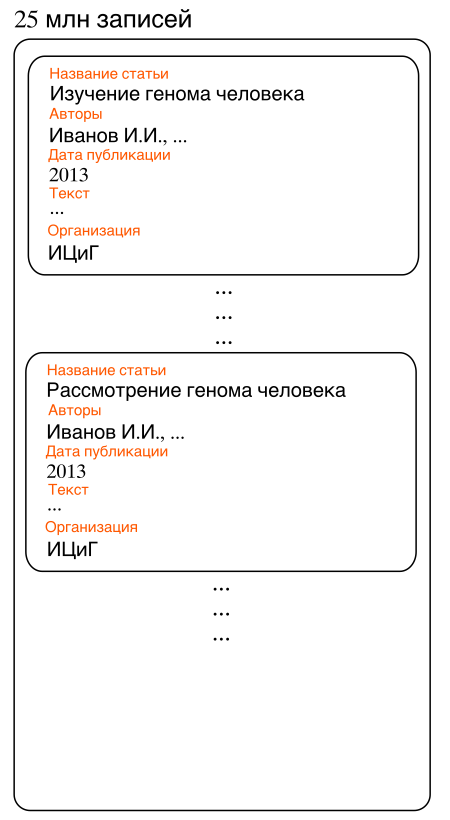 25 млн записей
Название статьи
Изучение генома человека
Авторы
Иванов И.И., ...
Дата публикации
2013
Текст
...
Организация
ИЦиГ
...
...
...
Название статьи
Рассмотрение генома человека
Авторы
Иванов И.И., ...
Дата публикации
2013
Текст
...
Организация
ИЦиГ
...
...
...